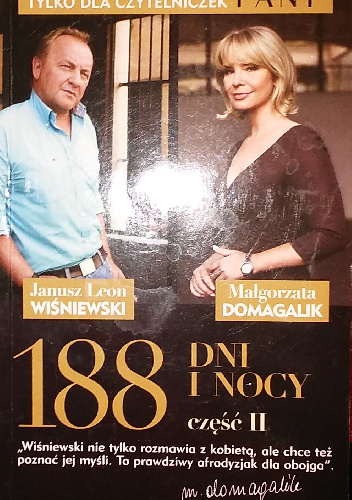 TYLKO DLA CZYTELNICZEK PANI
Janusz Leon
WIŚNIEWSKI
Małgorzata
DOMAGALIK
188 DNI
I NOCY
część II
„Wiśniewski nie tylko rozmawia z kobietą, ale chce też
poznać jej myśli. To prawdziwy afrodyzjak dla obojga".
m. domagalik